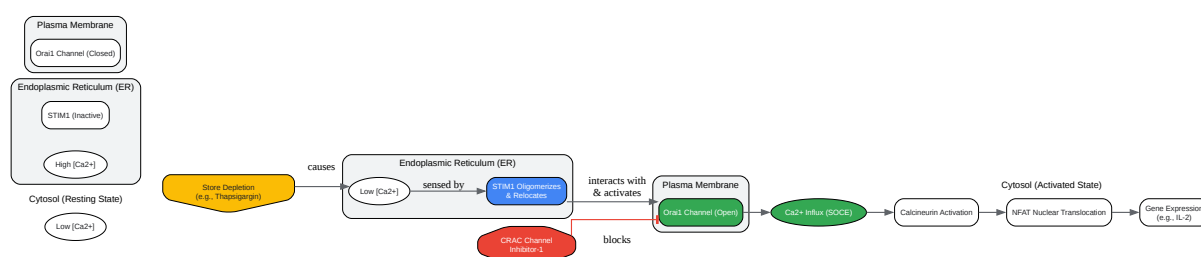 Plasma Membrane
Orai1 Channel (Closed)
Endoplasmic Reticulum (ER)
STIM1 (Inactive)
High [Ca2+]
Cytosol (Resting State)
Low [Ca2+]
Store Depletion
(e.g., Thapsigargin)
causes
Endoplasmic Reticulum (ER)
Low [Ca2+]
sensed by
STIM1 Oligomerizes
& Relocates
CRAC Channel
Inhibitor-1
interacts with
& activates
blocks
Plasma Membrane
Orai1 Channel (Open)
Ca2+ Influx (SOCE)
Cytosol (Activated State)
Calcineurin Activation
NFAT Nuclear Translocation
Gene Expression
(e.g., IL-2)